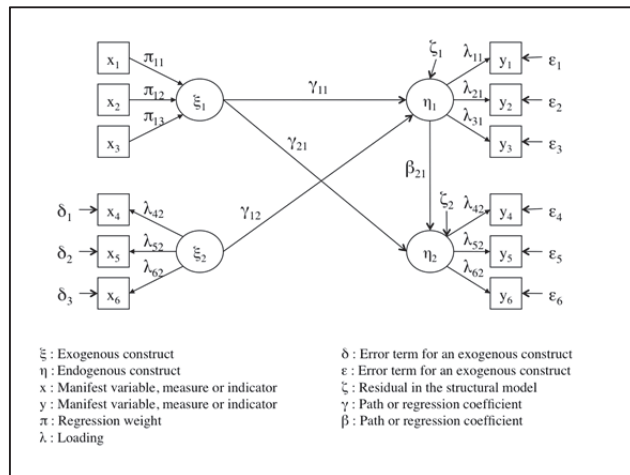 ζ₁
x₁ π₁₁ λ₁₁ y₁ ε₁
γ₁₁
x₂ π₁₂ ξ₁ η₁ λ₂₁ y₂ ε₂
π₁₃ λ₃₁
x₃ γ₂₁ y₃ ε₃
β₂₁
γ₁₂ ζ₂
δ₁ x₄ λ₄₂ λ₄₂ y₄ ε₄
δ₂ x₅ λ₅₂ ξ₂ η₂ λ₅₂ y₅ ε₅
λ₆₂ λ₆₂
δ₃ x₆ y₆ ε₆
ξ : Exogenous construct
η : Endogenous construct
x : Manifest variable, measure or indicator
y : Manifest variable, measure or indicator
π : Regression weight
λ : Loading
δ : Error term for an exogenous construct
ε : Error term for an exogenous construct
ζ : Residual in the structural model
γ : Path or regression coefficient
β : Path or regression coefficient